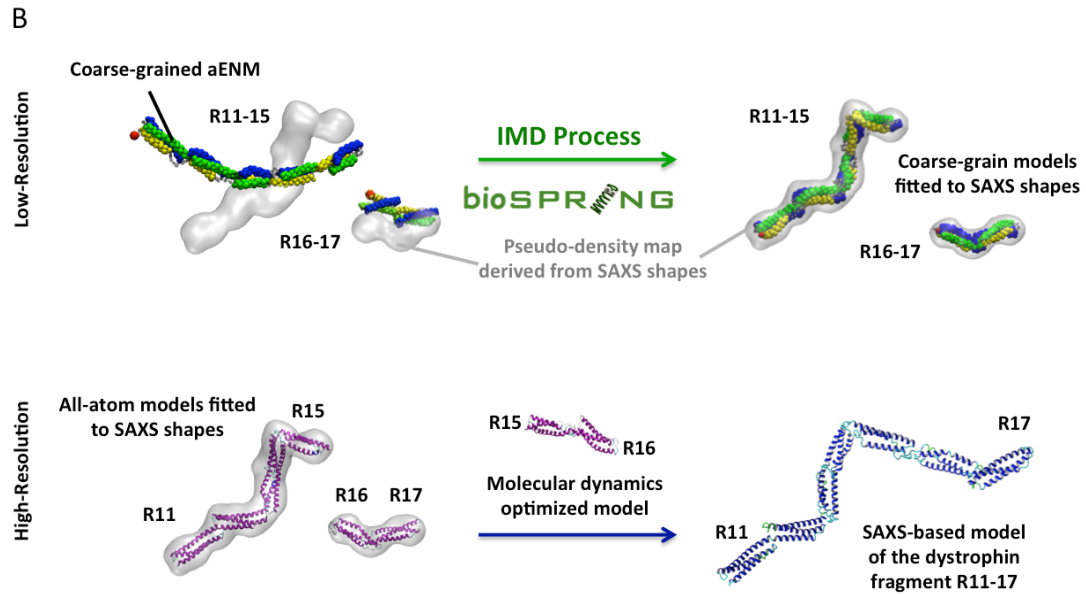 B
Low-Resolution
Coarse-grained aENM
R11-15
R16-17
IMD Process
bioSPRING
Pseudo-density map
derived from SAXS shapes
R11-15
Coarse-grain models
fitted to SAXS shapes
R16-17
High-Resolution
All-atom models fitted
to SAXS shapes
R15
R11
R16
R17
R15
R16
Molecular dynamics
optimized model
R17
R11
SAXS-based model
of the dystrophin
fragment R11-17